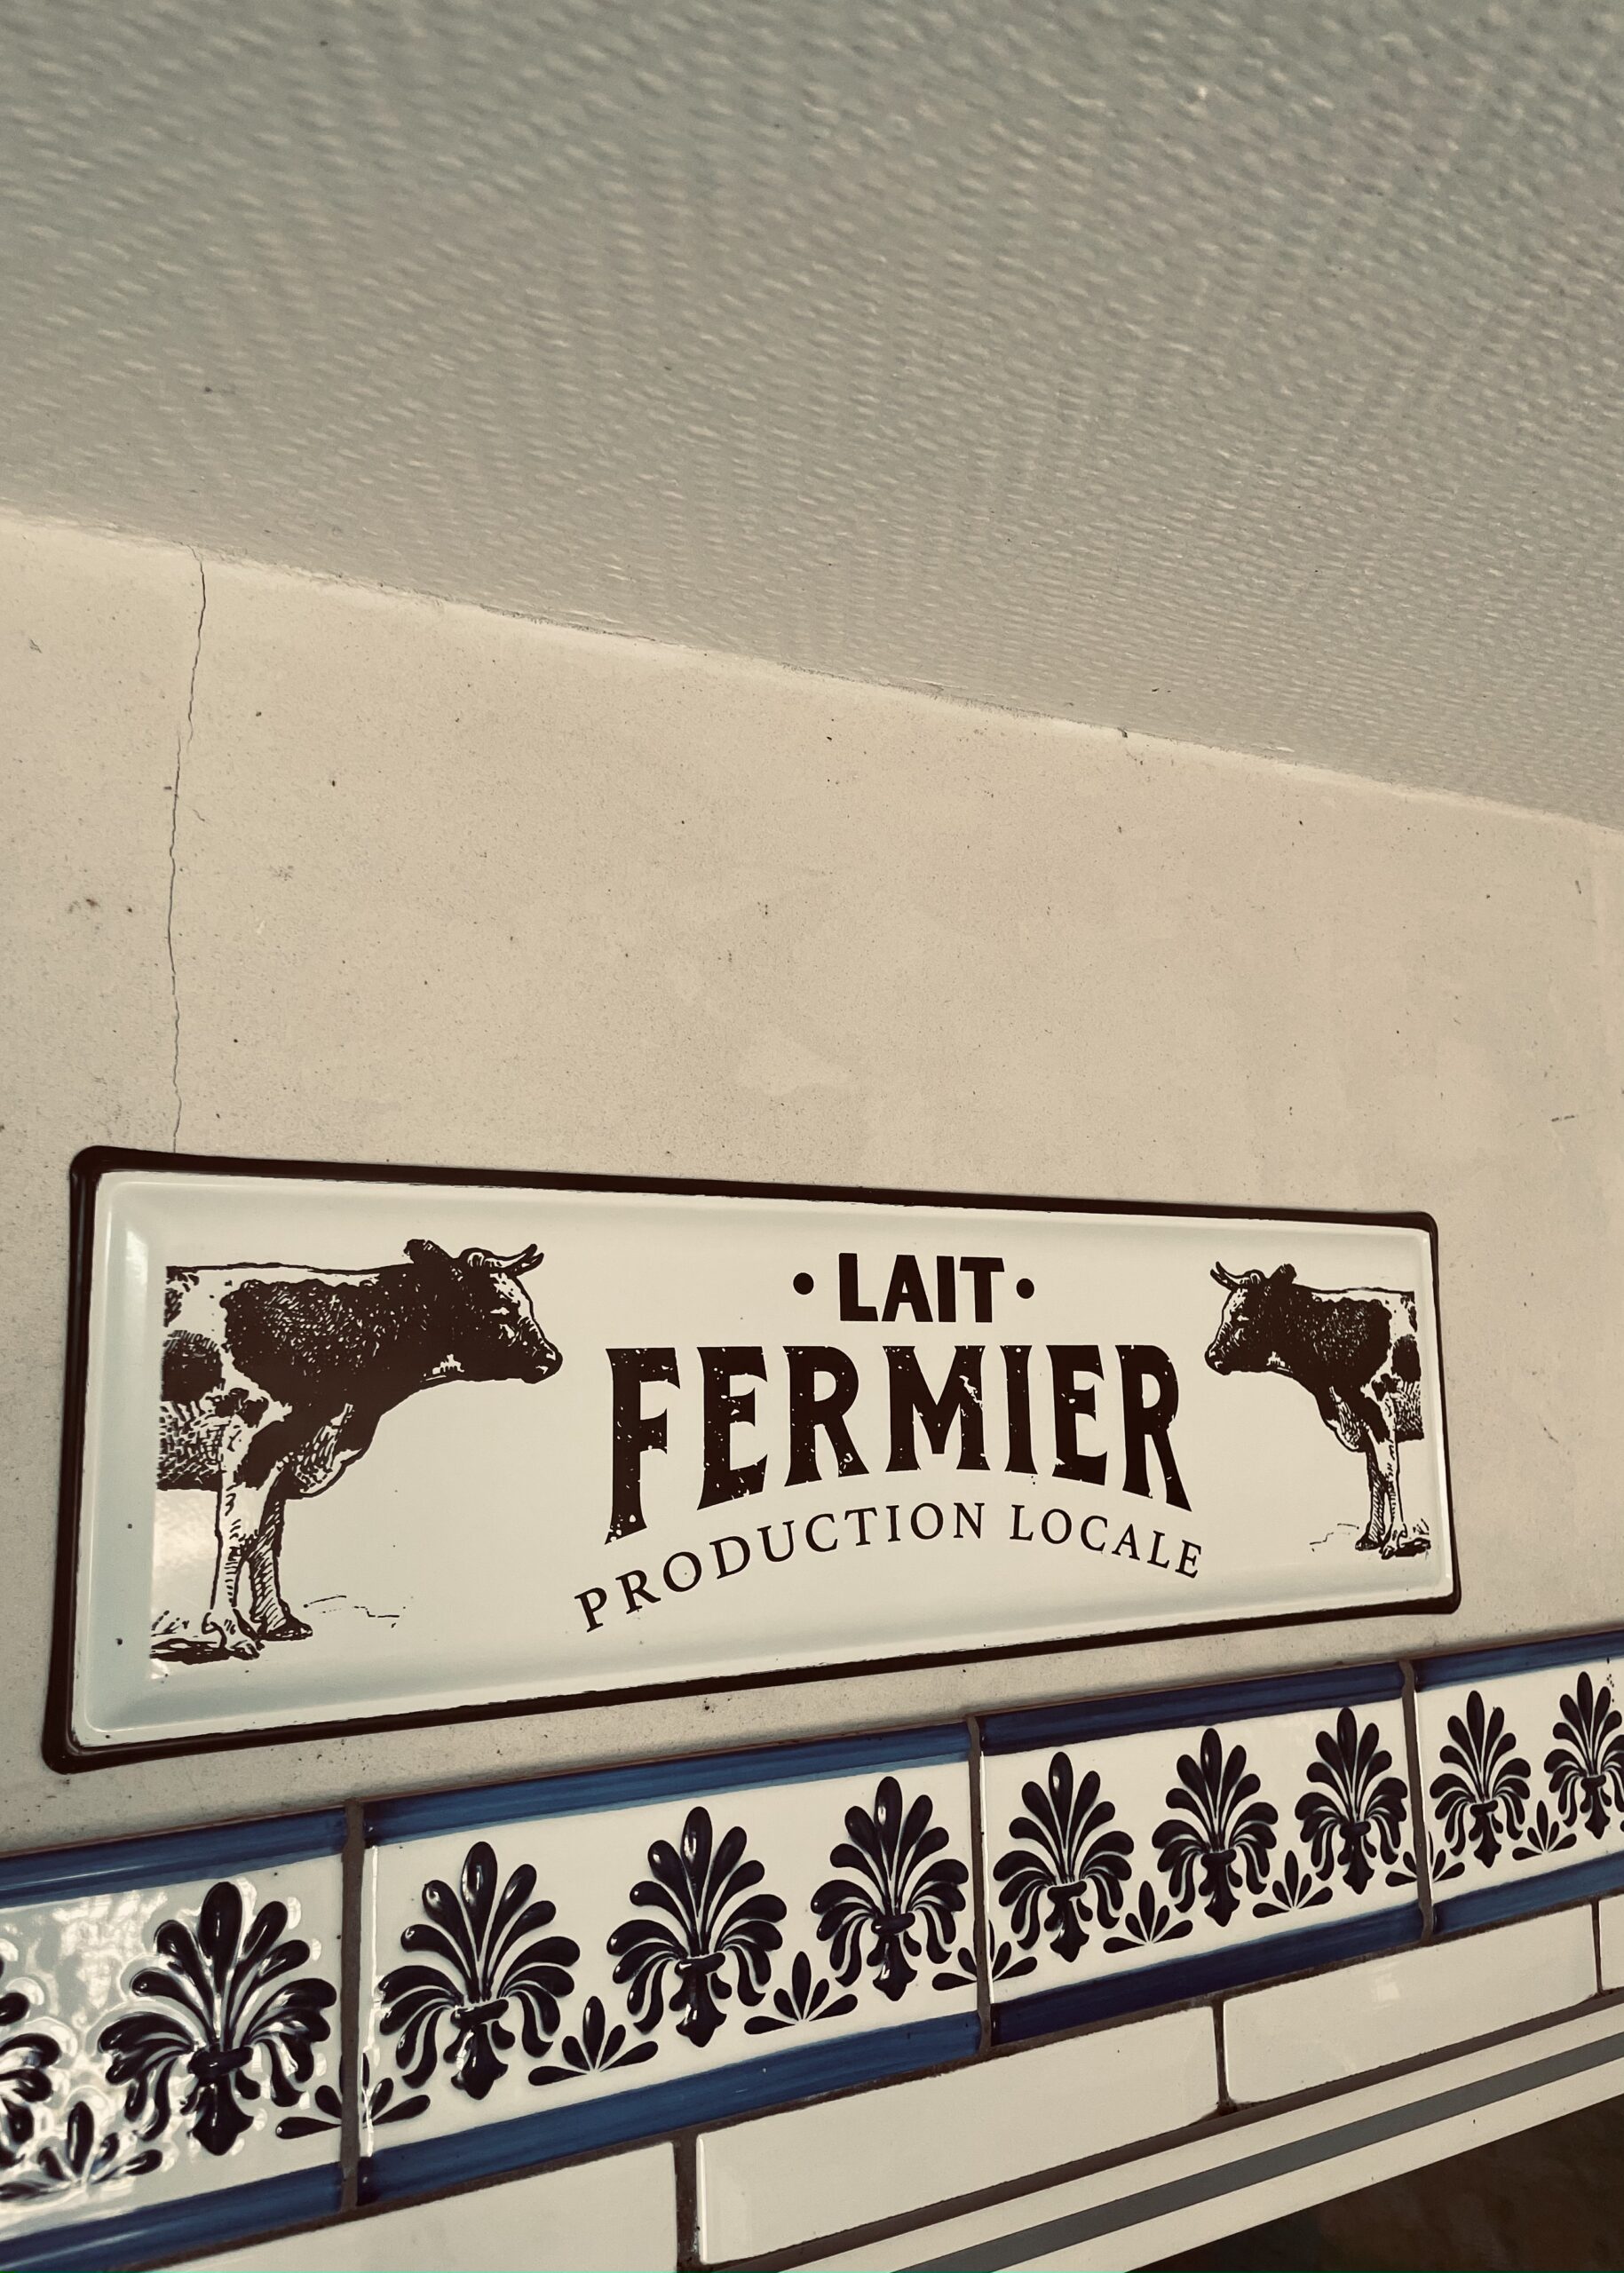 • LAIT •
FERMIER
PRODUCTION LOCALE